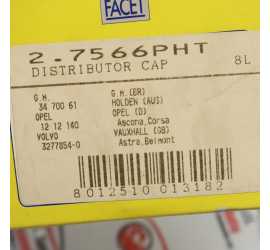 FACET
2.7566PHT
DISTRIBUTOR CAP 8L
G.M.
34 700 61
OPEL
12 12 140
VOLVO
3277854-0
G.M.(BR)
HOLDEN (AUS)
OPEL (D)
Ascona,Corsa
VAUXHALL (GB)
Astra,Belmont
8012510 013182